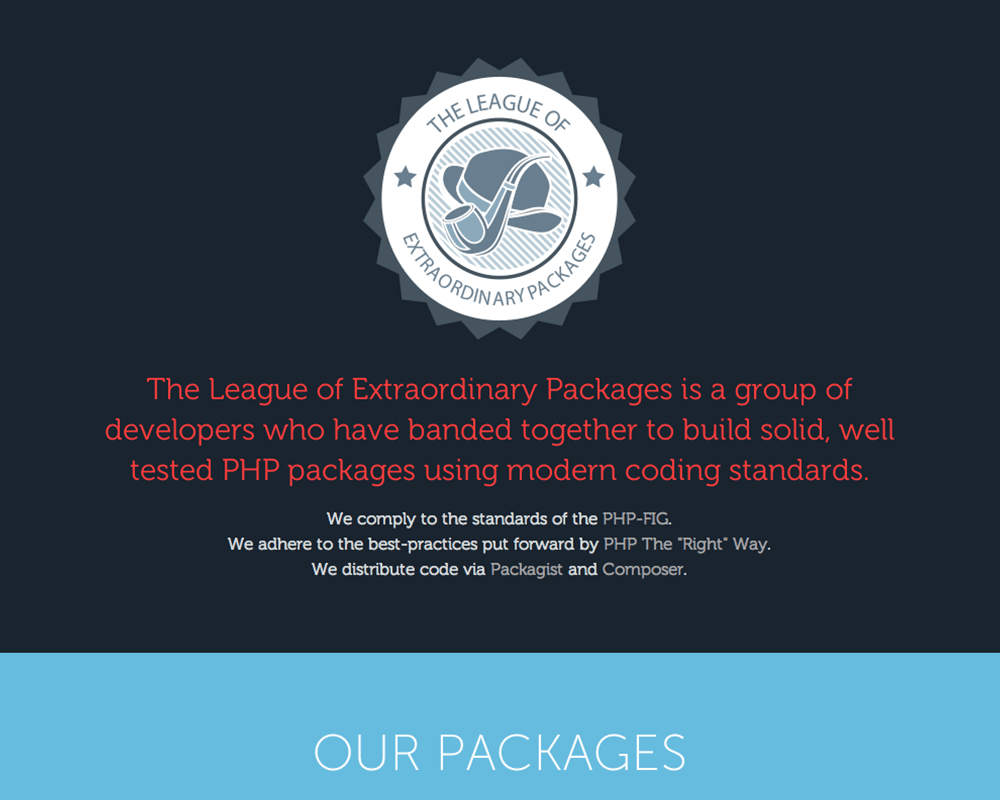 THE LEAGUE OF
EXTRAORDINARY PACKAGES
The League of Extraordinary Packages is a group of
developers who have banded together to build solid, well
tested PHP packages using modern coding standards.
We comply to the standards of the PHP-FIG.
We adhere to the best-practices put forward by PHP The "Right" Way.
We distribute code via Packagist and Composer.
OUR PACKAGES